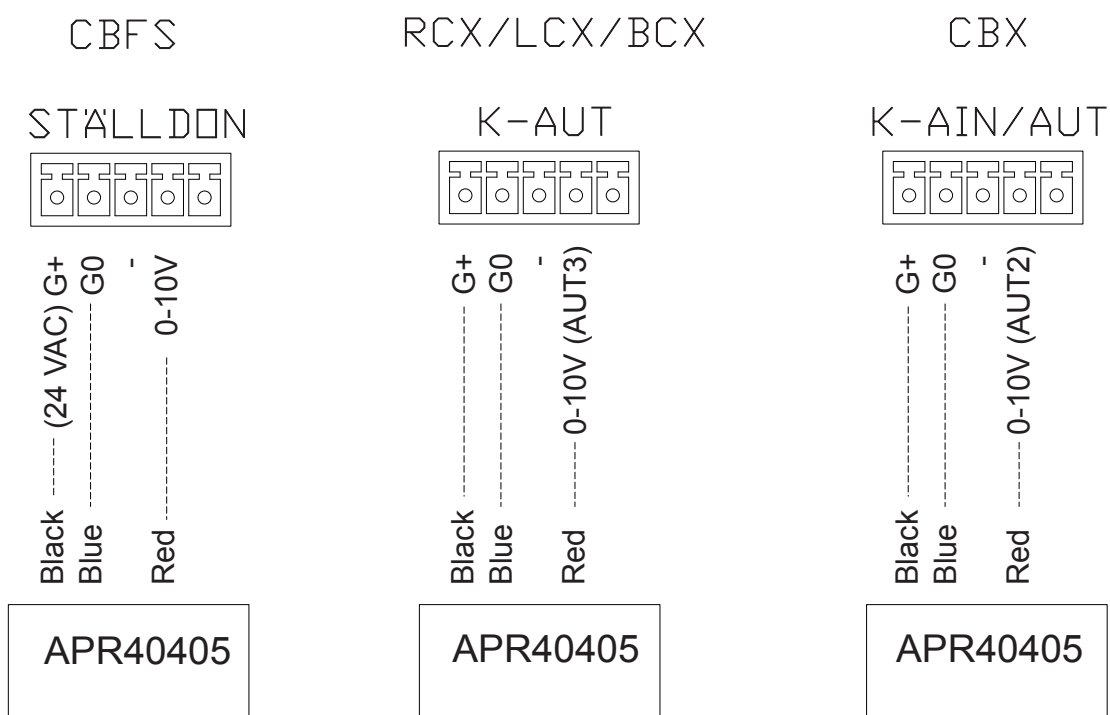 CBFS
STÄLLDON
(24 VAC) G+
G0
-
0-10V
Black
Blue
Red
APR40405
RCX/LCX/BCX
K-AUT
G+
G0
-
0-10V (AUT3)
Black
Blue
Red
APR40405
CBX
K-AIN/AUT
G+
G0
-
0-10V (AUT2)
Black
Blue
Red
APR40405